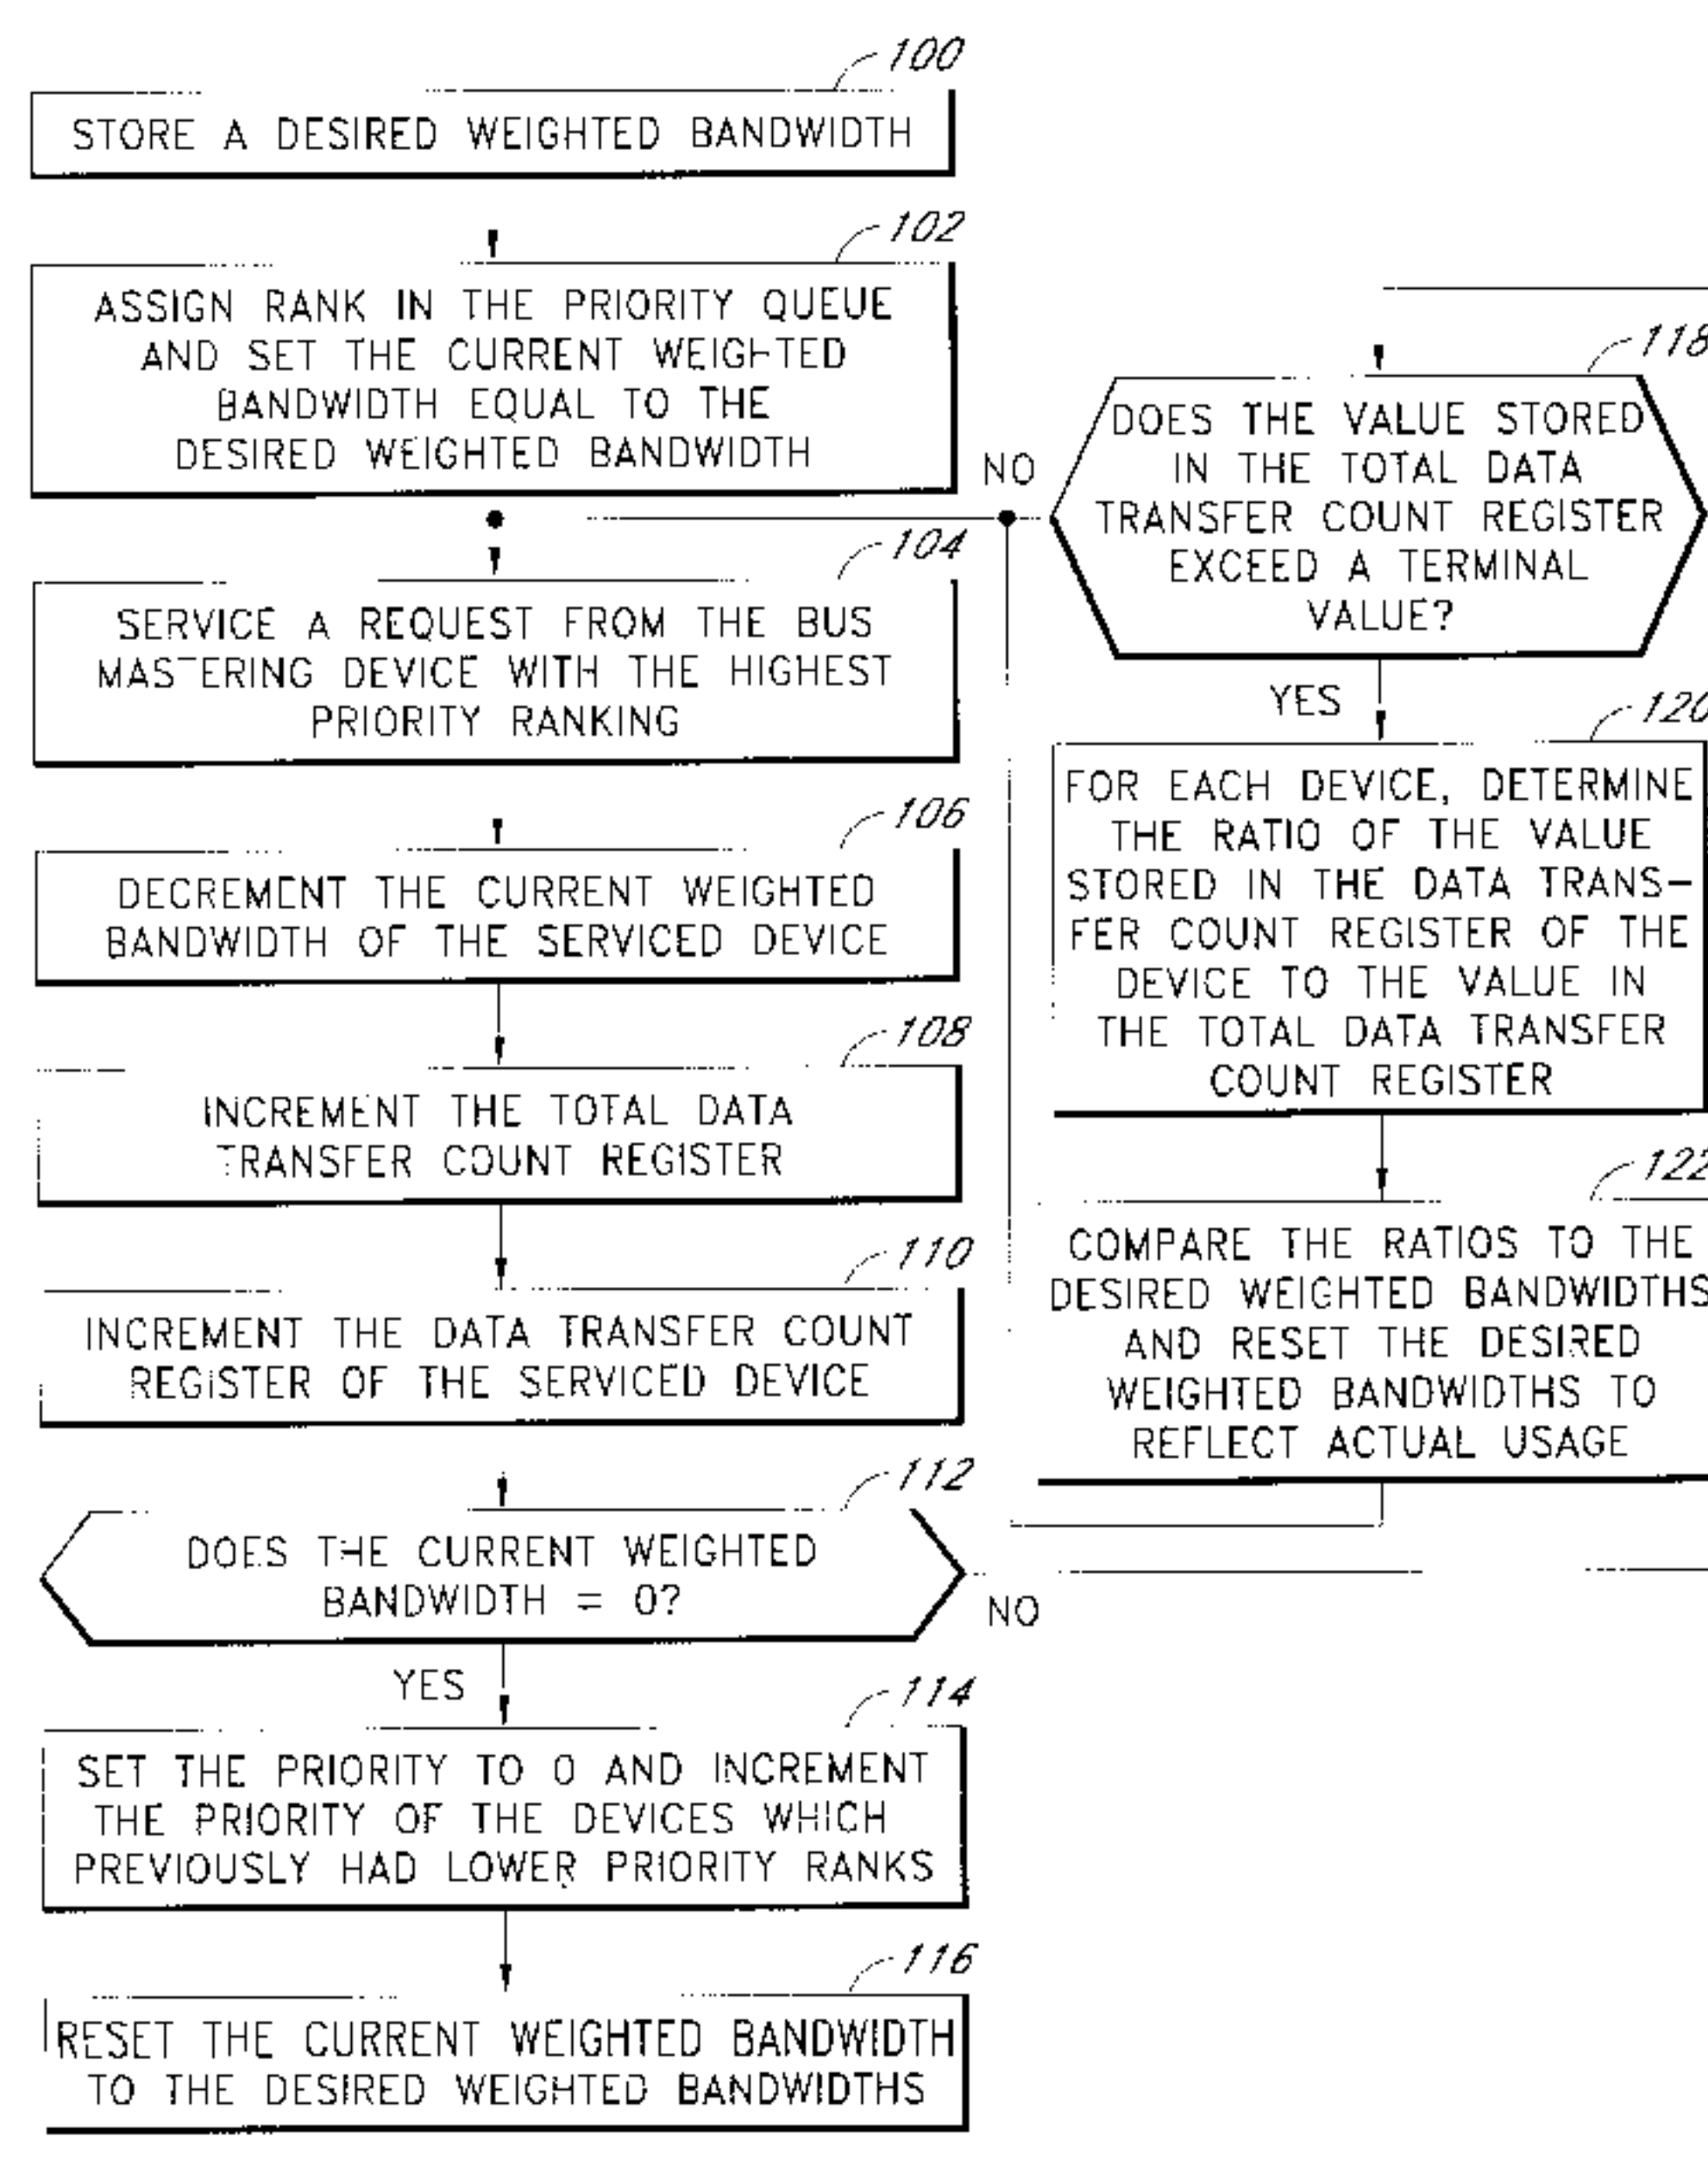 100
STORE A DESIRED WEIGHTED BANDWIDTH
102
ASSIGN RANK IN THE PRIORITY QUEUE
AND SET THE CURRENT WEIGHTED
BANDWIDTH EQUAL TO THE
DESIRED WEIGHTED BANDWIDTH
104
SERVICE A REQUEST FROM THE BUS
MASTERING DEVICE WITH THE HIGHEST
PRIORITY RANKING
106
DECREMENT THE CURRENT WEIGHTED
BANDWIDTH OF THE SERVICED DEVICE
108
INCREMENT THE TOTAL DATA
TRANSFER COUNT REGISTER
110
INCREMENT THE DATA TRANSFER COUNT
REGISTER OF THE SERVICED DEVICE
112
DOES THE CURRENT WEIGHTED
BANDWIDTH = 0?
NO
YES
114
SET THE PRIORITY TO 0 AND INCREMENT
THE PRIORITY OF THE DEVICES WHICH
PREVIOUSLY HAD LOWER PRIORITY RANKS
116
RESET THE CURRENT WEIGHTED BANDWIDTH
TO THE DESIRED WEIGHTED BANDWIDTHS
118
DOES THE VALUE STORED
IN THE TOTAL DATA
TRANSFER COUNT REGISTER
EXCEED A TERMINAL
VALUE?
NO
YES
120
FOR EACH DEVICE, DETERMINE
THE RATIO OF THE VALUE
STORED IN THE DATA TRANS-
FER COUNT REGISTER OF THE
DEVICE TO THE VALUE IN
THE TOTAL DATA TRANSFER
COUNT REGISTER
122
COMPARE THE RATIOS TO THE
DESIRED WEIGHTED BANDWIDTHS
AND RESET THE DESIRED
WEIGHTED BANDWIDTHS TO
REFLECT ACTUAL USAGE